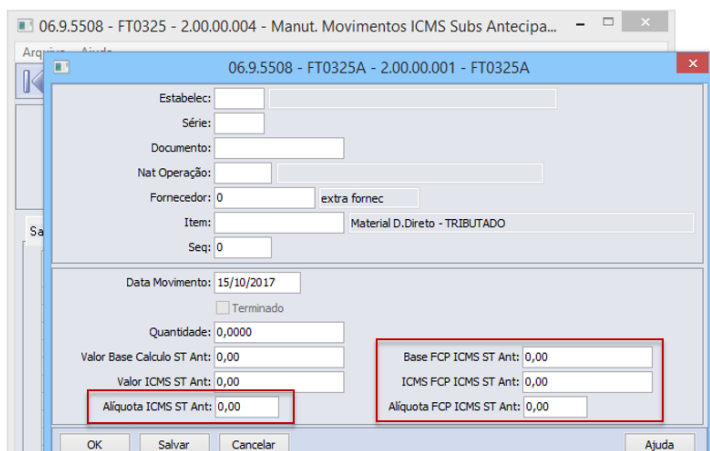 06.9.5508 - FT0325 - 2.00.00.004 - Manut. Movimentos ICMS Subs Antecipa...
06.9.5508 - FT0325A - 2.00.00.001 - FT0325A
Estabelec:
Série:
Documento:
Nat Operação:
Fornecedor: 0 extra fornec
Item: Material D.Direto - TRIBUTADO
Seq: 0
Data Movimento: 15/10/2017
Terminado
Quantidade: 0,0000
Valor Base Calculo ST Ant: 0,00 Base FCP ICMS ST Ant: 0,00
Valor ICMS ST Ant: 0,00 ICMS FCP ICMS ST Ant: 0,00
Alíquota ICMS ST Ant: 0,00 Alíquota FCP ICMS ST Ant: 0,00
OK Salvar Cancelar Ajuda